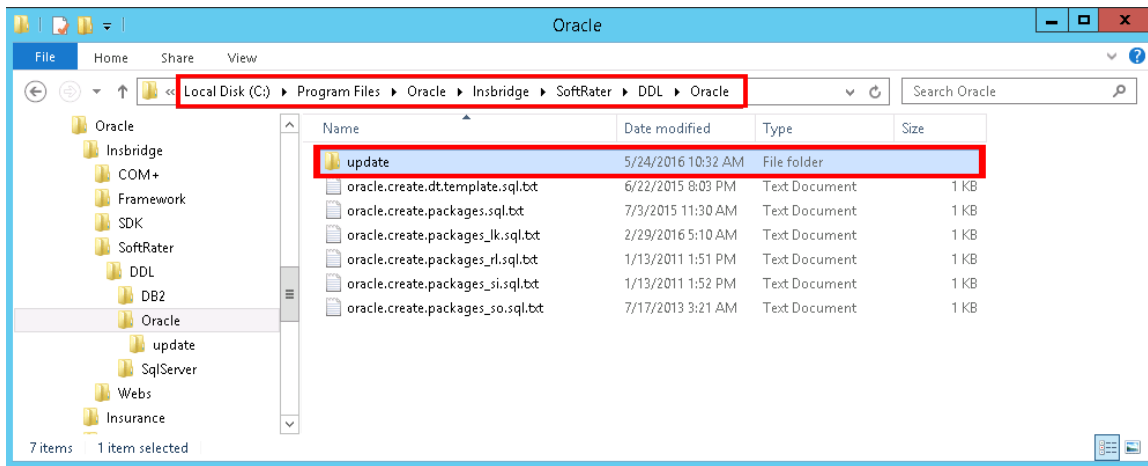 Oracle
File Home Share View
« Local Disk (C:) Program Files Oracle Insbridge SoftRater DDL Oracle Search Oracle
Oracle
Insbridge
COM+
Framework
SDK
SoftRater
DDL
DB2
Oracle
update
SqlServer
Webs
Insurance
Name Date modified Type Size
update 5/24/2016 10:32 AM File folder
oracle.create.dt.template.sql.txt 6/22/2015 8:03 PM Text Document 1 KB
oracle.create.packages.sql.txt 7/3/2015 11:30 AM Text Document 1 KB
oracle.create.packages_lk.sql.txt 2/29/2016 5:10 AM Text Document 1 KB
oracle.create.packages_rl.sql.txt 1/13/2011 1:51 PM Text Document 1 KB
oracle.create.packages_si.sql.txt 1/13/2011 1:52 PM Text Document 1 KB
oracle.create.packages_so.sql.txt 7/17/2013 3:21 AM Text Document 1 KB
7 items 1 item selected